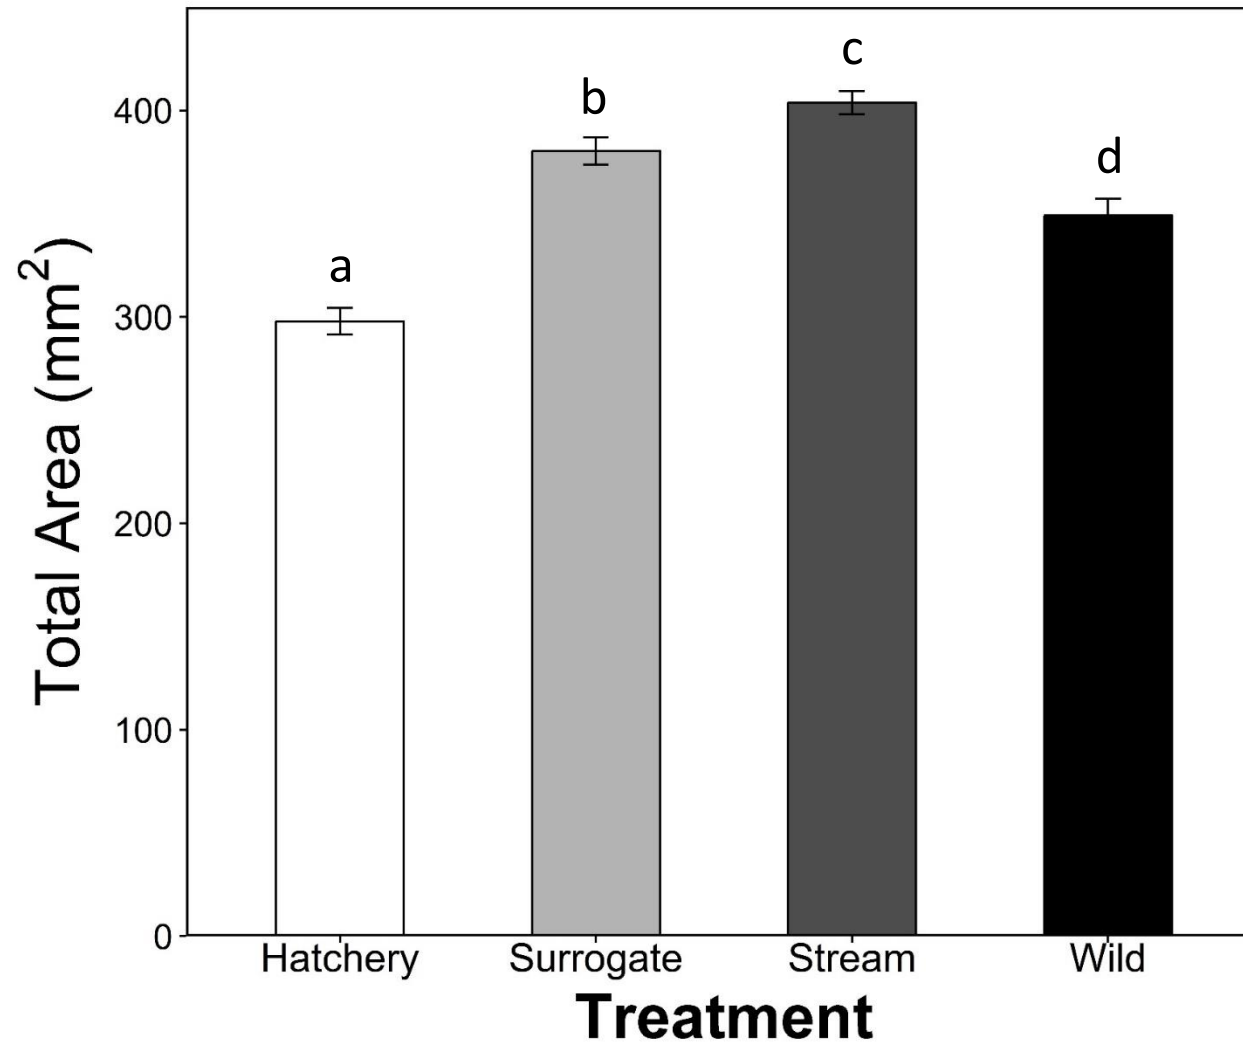 Total Area (mm²)
400
300
200
100
0
a
b
c
d
Hatchery Surrogate Stream Wild
Treatment